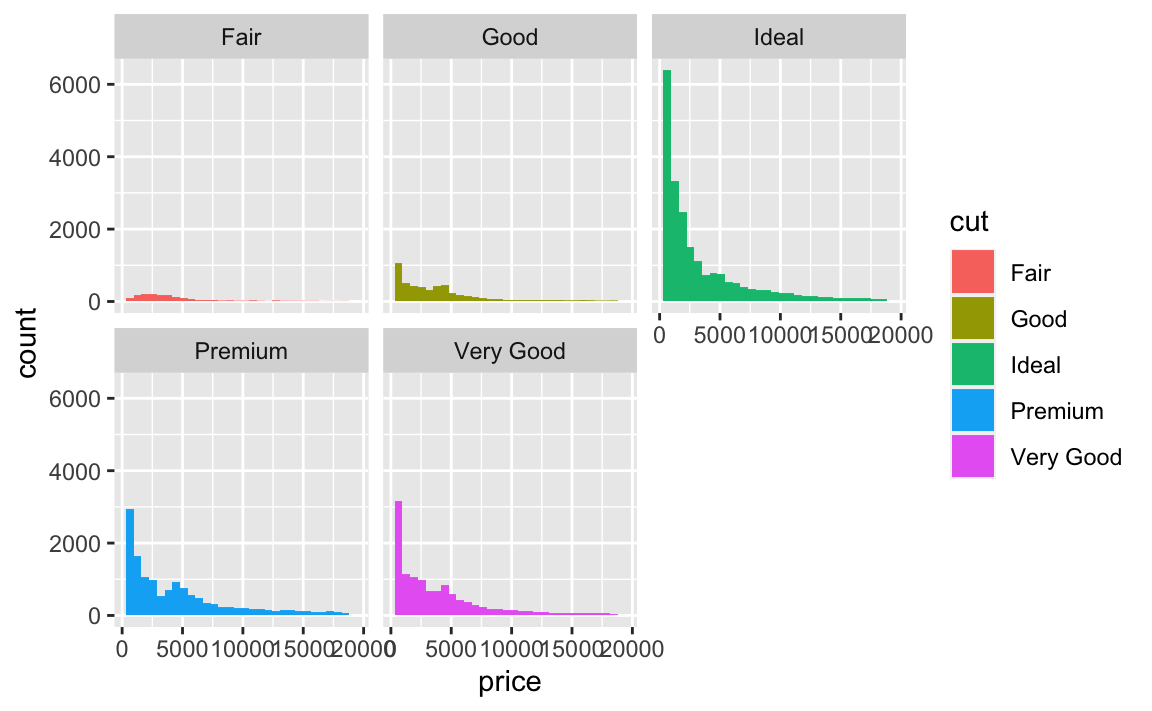 Fair Good Ideal
6000
4000
2000
0
0 5000 10000 15000 20000
Premium Very Good
6000
4000
2000
0
0 5000 10000 15000 20000 0 5000 10000 15000 20000
price
count
cut
Fair
Good
Ideal
Premium
Very Good